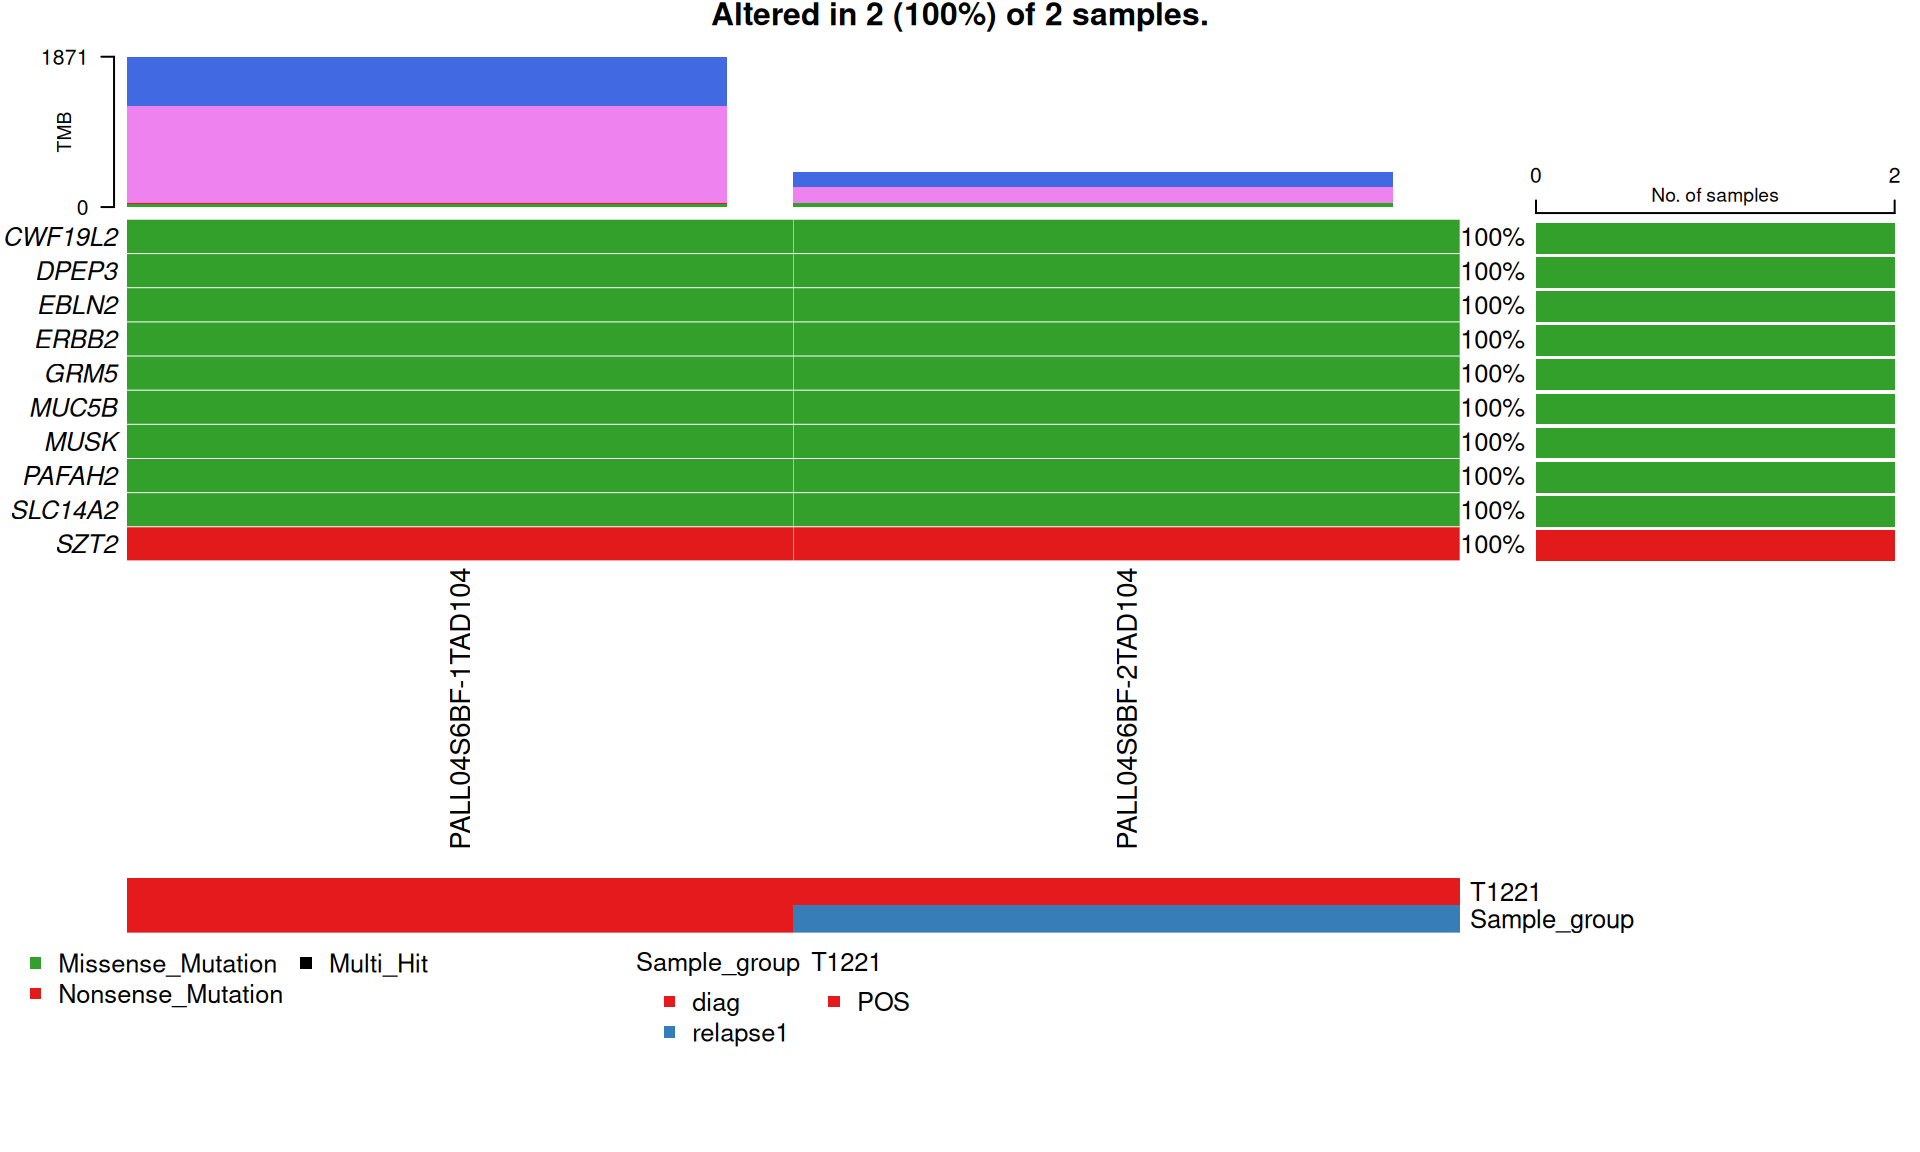 Altered in 2 (100%) of 2 samples.
1871
TMB
0
0
2
No. of samples
CWF19L2
100%
DPEP3
100%
EBLN2
100%
ERBB2
100%
GRM5
100%
MUC5B
100%
MUSK
100%
PAFAH2
100%
SLC14A2
100%
SZT2
100%
PALL04S6BF-1TAD104
PALL04S6BF-2TAD104
T1221
Sample_group
Missense_Mutation
Multi_Hit
Nonsense_Mutation
Sample_group
diag
relapse1
T1221
POS